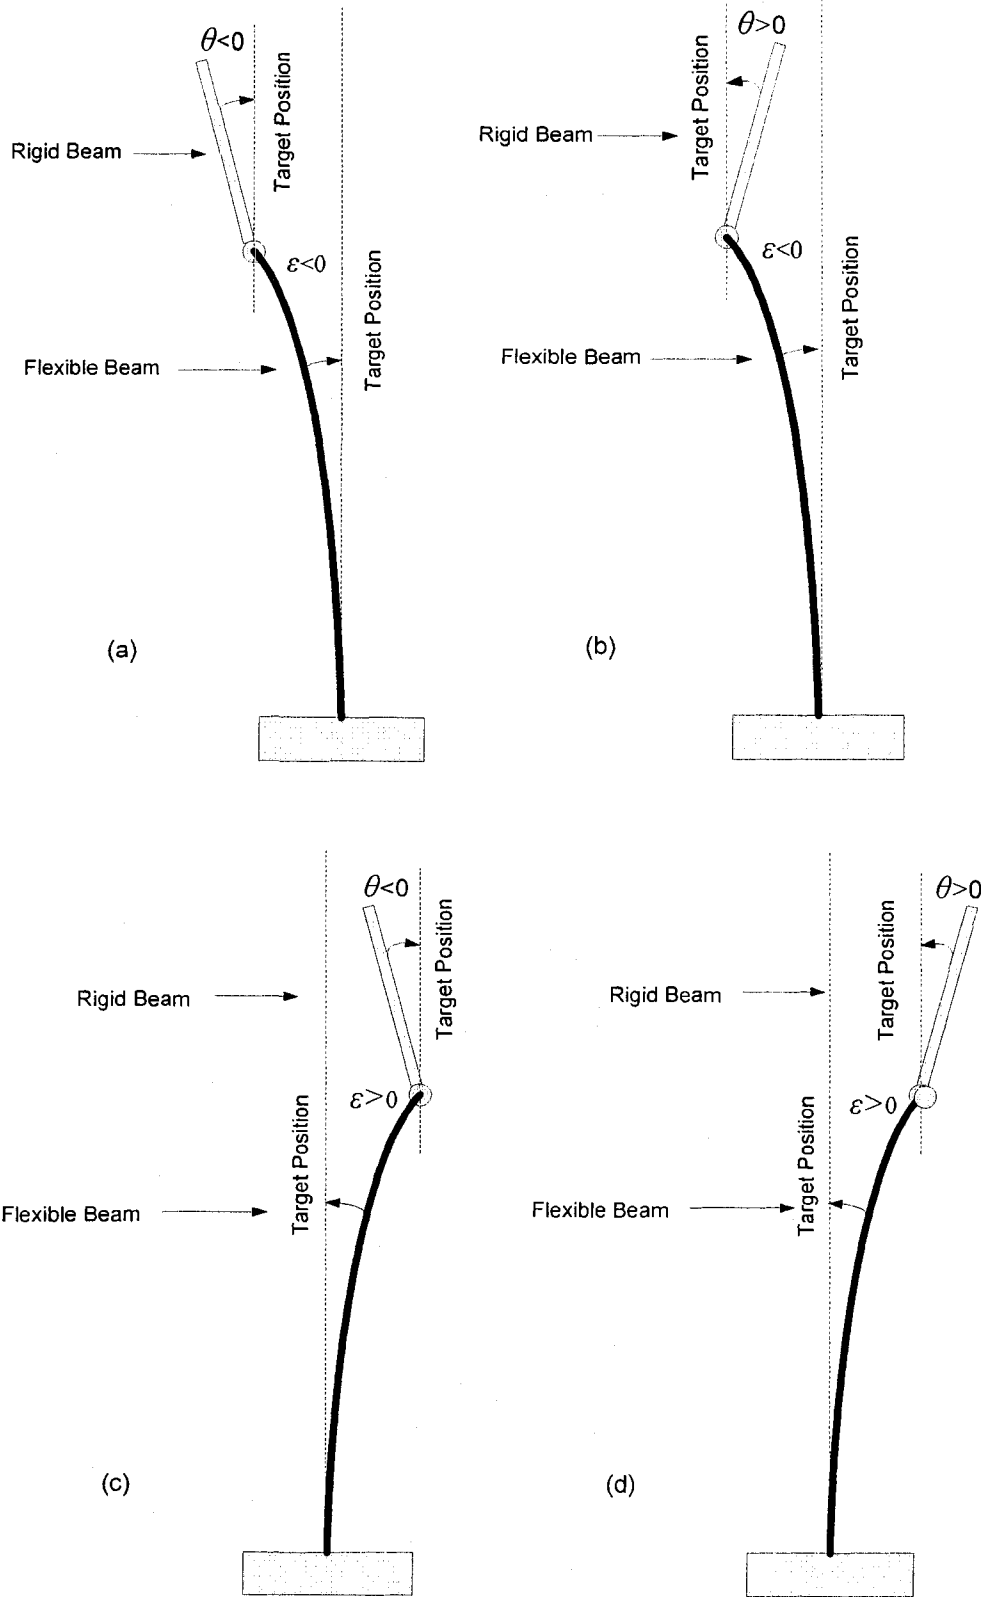 θ<0
Target Position
Rigid Beam
ε<0
Target Position
Flexible Beam
(a)
θ>0
Target Position
Rigid Beam
ε<0
Target Position
Flexible Beam
(b)
θ<0
Target Position
Rigid Beam
ε>0
Target Position
Flexible Beam
(c)
θ>0
Target Position
Rigid Beam
ε>0
Target Position
Flexible Beam
(d)